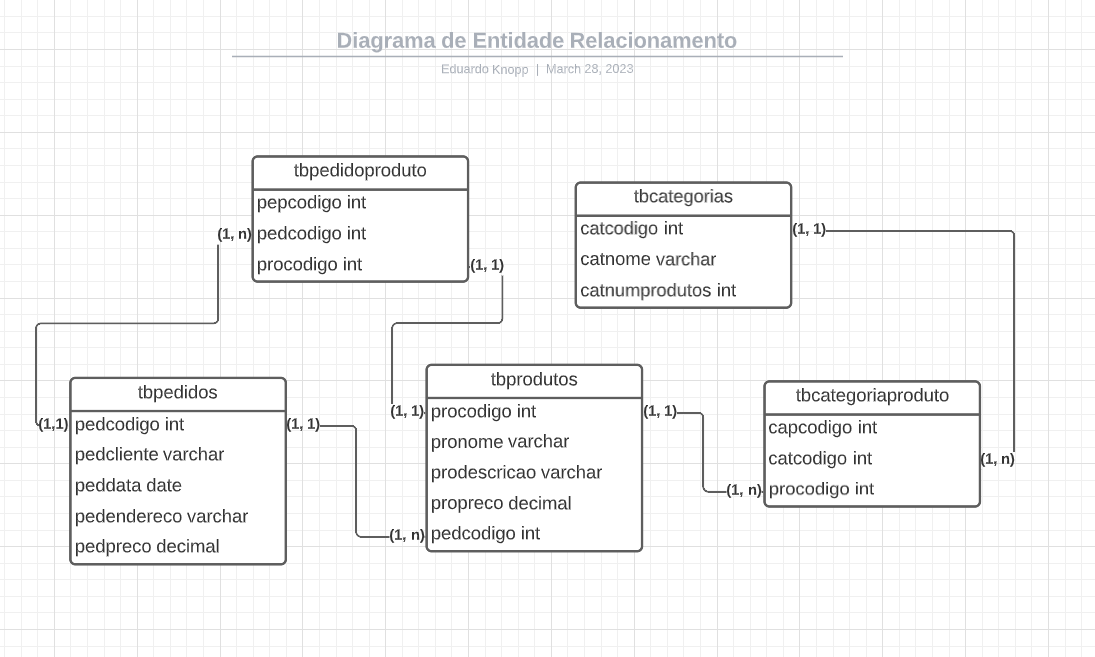 Diagrama de Entidade Relacionamento
Eduardo Knopp | March 28, 2023
tbpedidoproduto
pepcodigo int
(1, n) pedcodigo int
procodigo int (1, 1)
tbcategorias
catcodigo int (1, 1)
catnome varchar
catnumprodutos int
tbpedidos
(1,1) pedcodigo int (1, 1)
pedcliente varchar
peddata date
pedendereco varchar
pedpreco decimal
tbprodutos
(1, 1) procodigo int (1, 1)
pronome varchar
prodescricao varchar
propreco decimal
(1, n) pedcodigo int
tbcategoriaproduto
capcodigo int
catcodigo int (1, n)
(1, n) procodigo int